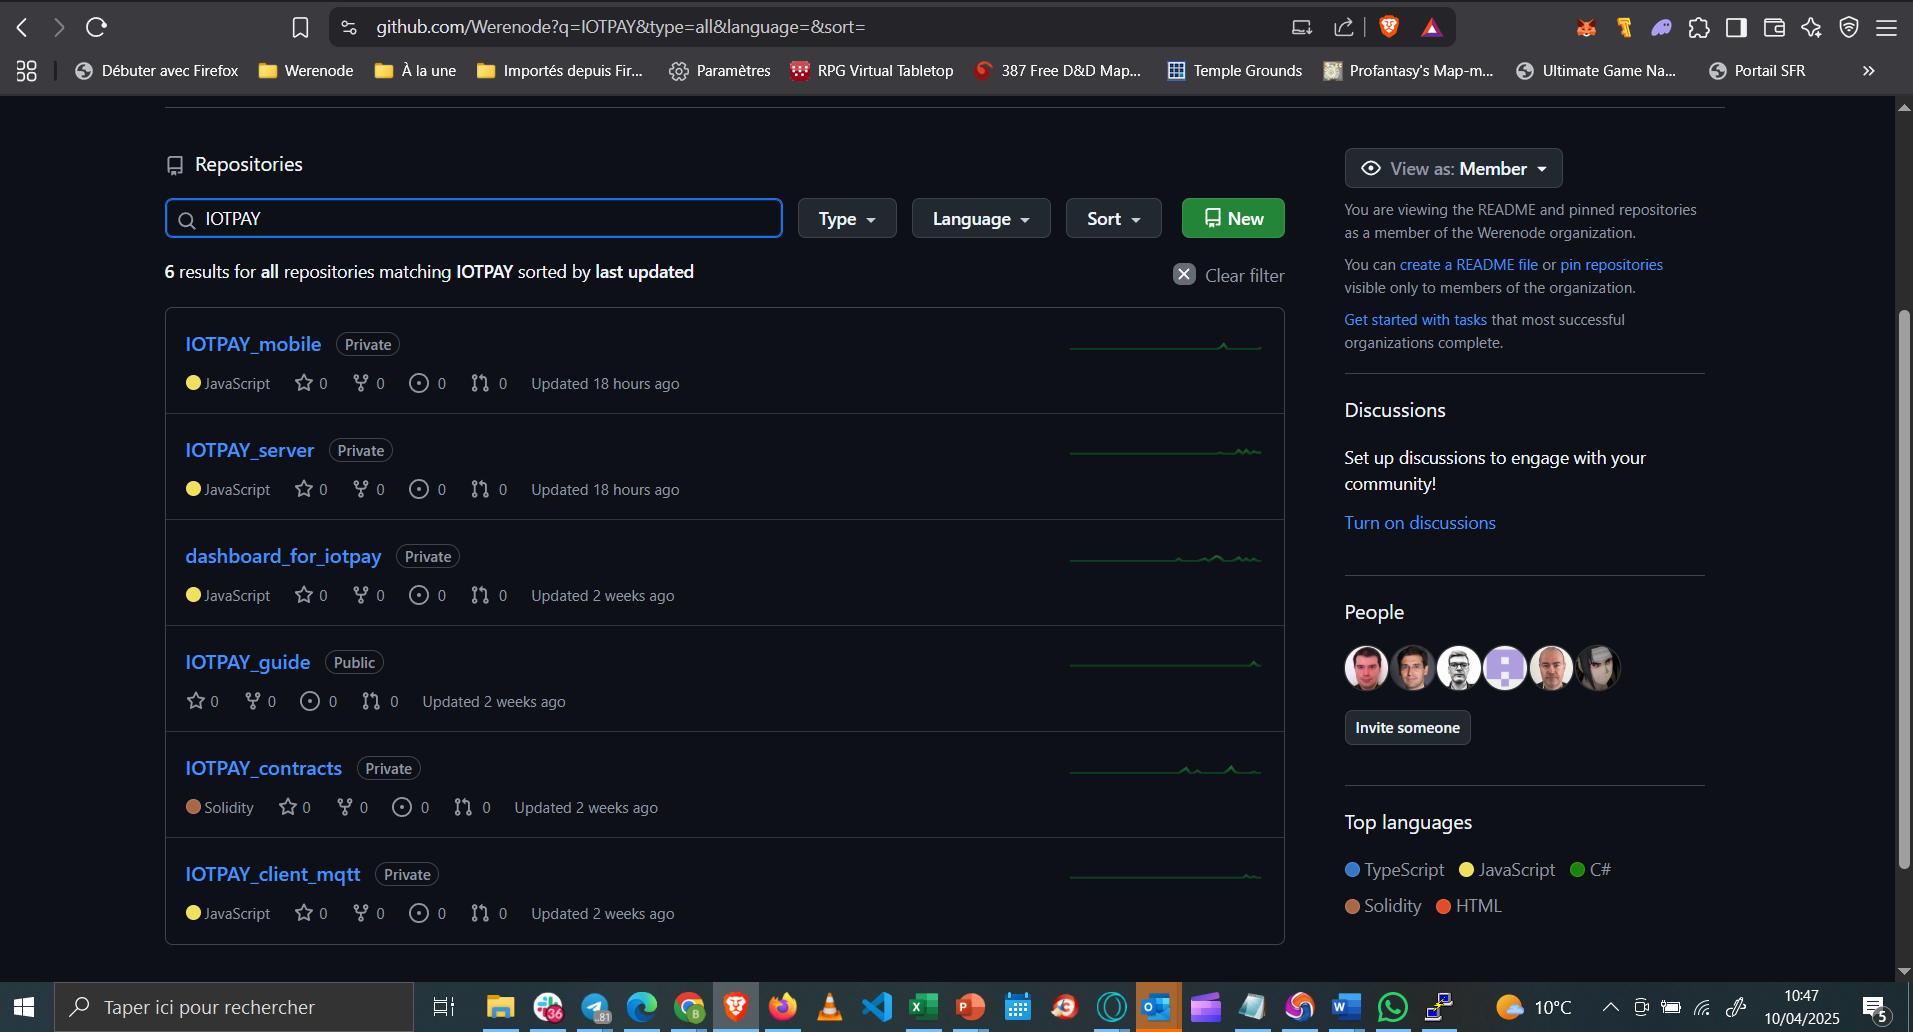 github.com/Werenode?q=IOTPAY&type=all&language=&sort=
Débuter avec Firefox Werenode À la une Importés depuis Fir... Paramètres RPG Virtual Tabletop 387 Free D&D Map... Temple Grounds Profantasy's Map-m... Ultimate Game Na... Portail SFR »
Repositories
IOTPAY Type Language Sort New
6 results for all repositories matching IOTPAY sorted by last updated
Clear filter
IOTPAY_mobile Private
JavaScript 0 0 0 0 Updated 18 hours ago
IOTPAY_server Private
JavaScript 0 0 0 0 Updated 18 hours ago
dashboard_for_iotpay Private
JavaScript 0 0 0 0 Updated 2 weeks ago
IOTPAY_guide Public
0 0 0 0 Updated 2 weeks ago
IOTPAY_contracts Private
Solidity 0 0 0 0 Updated 2 weeks ago
IOTPAY_client_mqtt Private
JavaScript 0 0 0 0 Updated 2 weeks ago
View as: Member
You are viewing the README and pinned repositories
as a member of the Werenode organization.
You can create a README file or pin repositories
visible only to members of the organization.
Get started with tasks that most successful
organizations complete.
Discussions
Set up discussions to engage with your
community!
Turn on discussions
People
Invite someone
Top languages
TypeScript JavaScript C#
Solidity HTML
Taper ici pour rechercher
36
81
B
10°C
10:47
10/04/2025
5